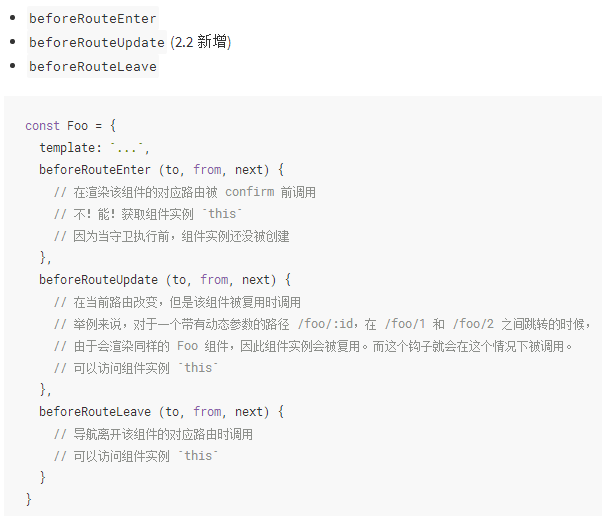 beforeRouteEnter
beforeRouteUpdate (2.2 新增)
beforeRouteLeave
const Foo = {
  template: `...`,
  beforeRouteEnter (to, from, next) {
    // 在渲染该组件的对应路由被 confirm 前调用
    // 不！能！获取组件实例 `this`
    // 因为当守卫执行前，组件实例还没被创建
  },
  beforeRouteUpdate (to, from, next) {
    // 在当前路由改变，但是该组件被复用时调用
    // 举例来说，对于一个带有动态参数的路径 /foo/:id，在 /foo/1 和 /foo/2 之间跳转的时候，
    // 由于会渲染同样的 Foo 组件，因此组件实例会被复用。而这个钩子就会在这个情况下被调用。
    // 可以访问组件实例 `this`
  },
  beforeRouteLeave (to, from, next) {
    // 导航离开该组件的对应路由时调用
    // 可以访问组件实例 `this`
  }
}